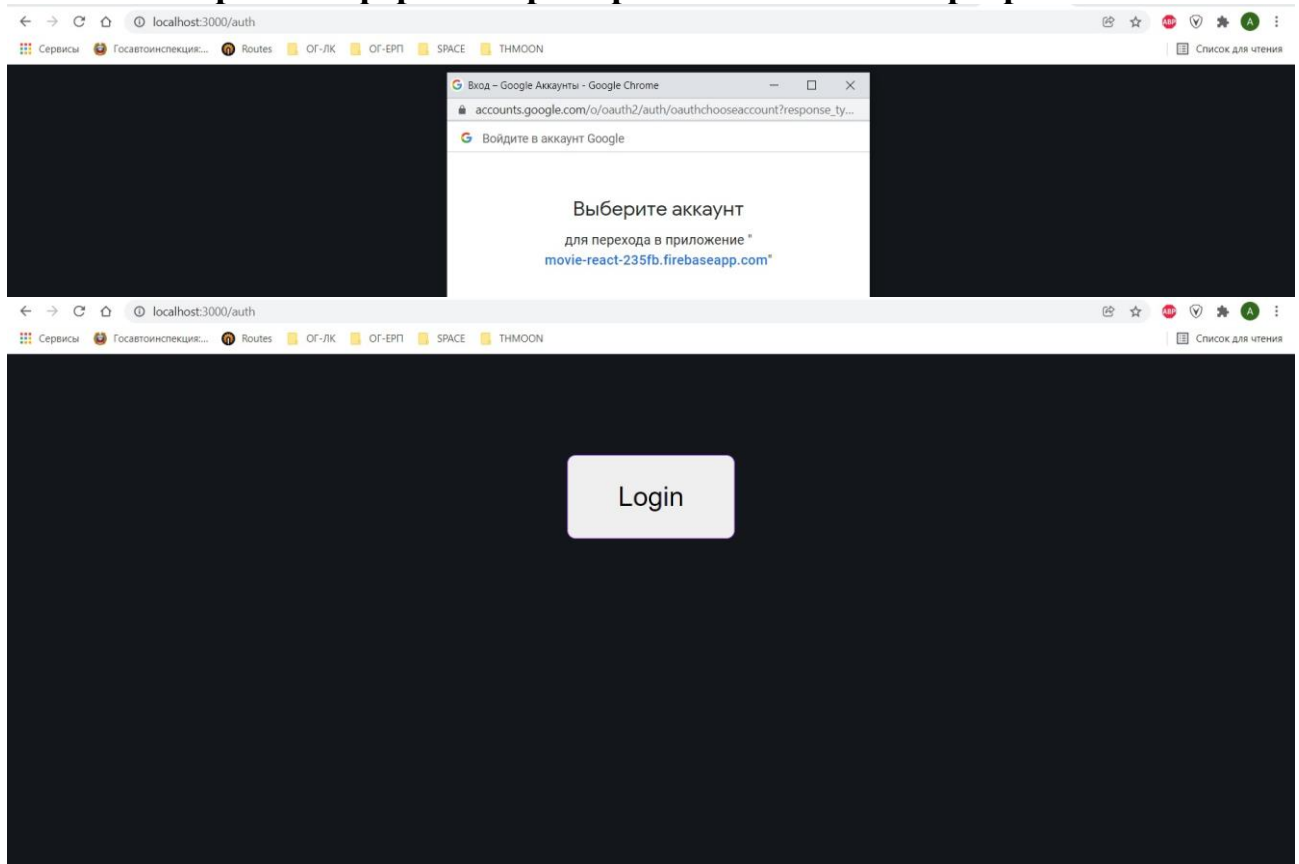 localhost:3000/auth
Сервисы Госавтоинспекция:... Routes ОГ-ЛК ОГ-ЕРП SPACE THMOON Список для чтения
Вход – Google Аккаунты - Google Chrome
accounts.google.com/o/oauth2/auth/oauthchooseaccount?response_ty...
Войдите в аккаунт Google
Выберите аккаунт
для перехода в приложение "
movie-react-235fb.firebaseapp.com"
localhost:3000/auth
Сервисы Госавтоинспекция:... Routes ОГ-ЛК ОГ-ЕРП SPACE THMOON Список для чтения
Login